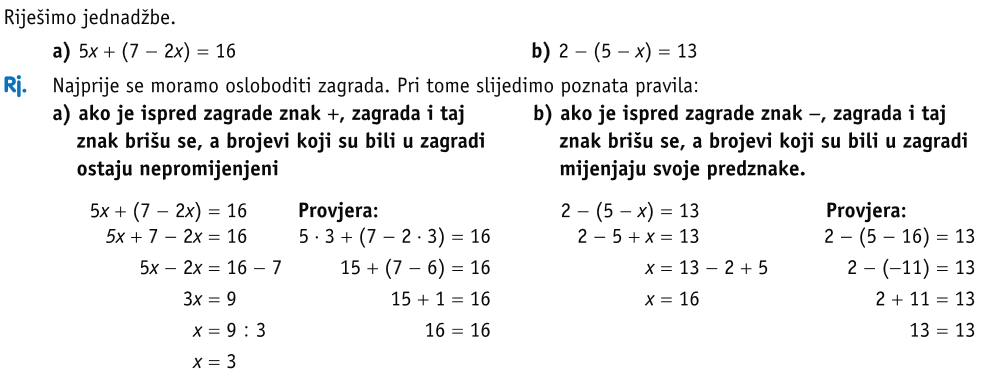 Riješimo jednadžbe.
a) 5x + (7 − 2x) = 16
b) 2 − (5 − x) = 13
Rj. Najprije se moramo osloboditi zagrada. Pri tome slijedimo poznata pravila:
a) ako je ispred zagrade znak +, zagrada i taj
znak brišu se, a brojevi koji su bili u zagradi
ostaju nepromijenjeni
5x + (7 − 2x) = 16
5x + 7 − 2x = 16
5x − 2x = 16 − 7
3x = 9
x = 9 : 3
x = 3
Provjera:
5 · 3 + (7 − 2 · 3) = 16
15 + (7 − 6) = 16
15 + 1 = 16
16 = 16
b) ako je ispred zagrade znak −, zagrada i taj
znak brišu se, a brojevi koji su bili u zagradi
mijenjaju svoje predznake.
2 − (5 − x) = 13
2 − 5 + x = 13
x = 13 − 2 + 5
x = 16
Provjera:
2 − (5 − 16) = 13
2 − (−11) = 13
2 + 11 = 13
13 = 13